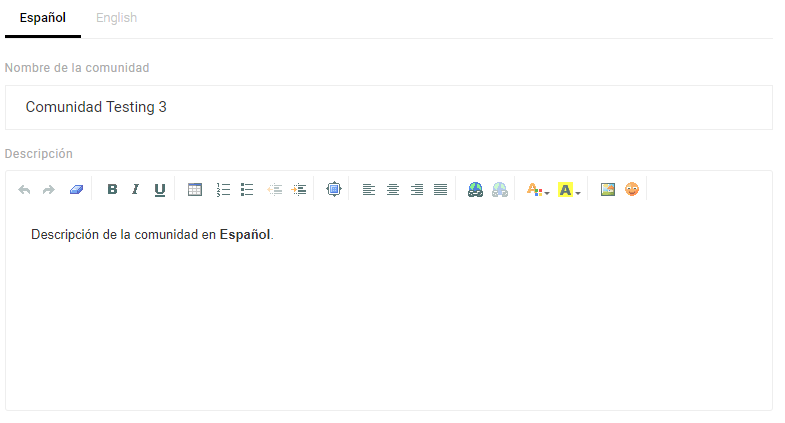 Español English
Nombre de la comunidad
Comunidad Testing 3
Descripción
B I U
Descripción de la comunidad en Español.